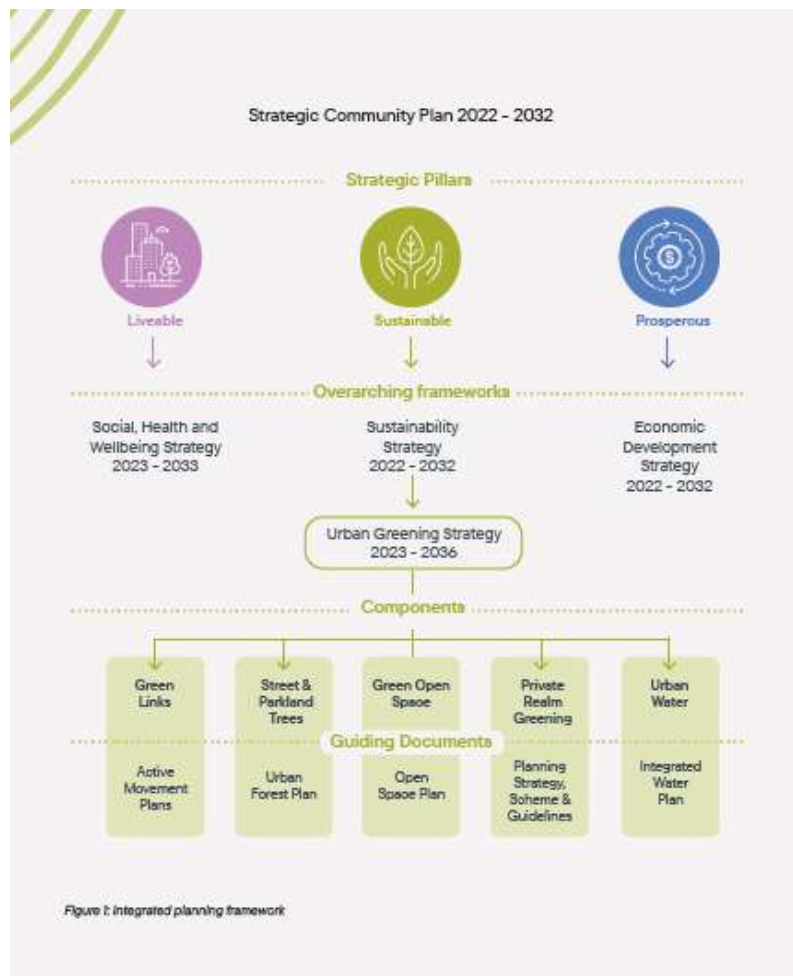 Strategic Community Plan 2022 - 2032
Strategic Pillars
Liveable
Sustainable
Prosperous
Overarching frameworks
Social, Health and
Wellbeing Strategy
2023 - 2033
Sustainability
Strategy
2022 - 2032
Economic
Development
Strategy
2022 - 2032
Urban Greening Strategy
2023 - 2036
Components
Green
Links
Street &
Parkland
Trees
Green Open
Space
Private
Realm
Greening
Urban
Water
Guiding Documents
Active
Movement
Plans
Urban
Forest Plan
Open
Space Plan
Planning
Strategy,
Scheme &
Guidelines
Integrated
Water
Plan
Figure 1: Integrated planning framework